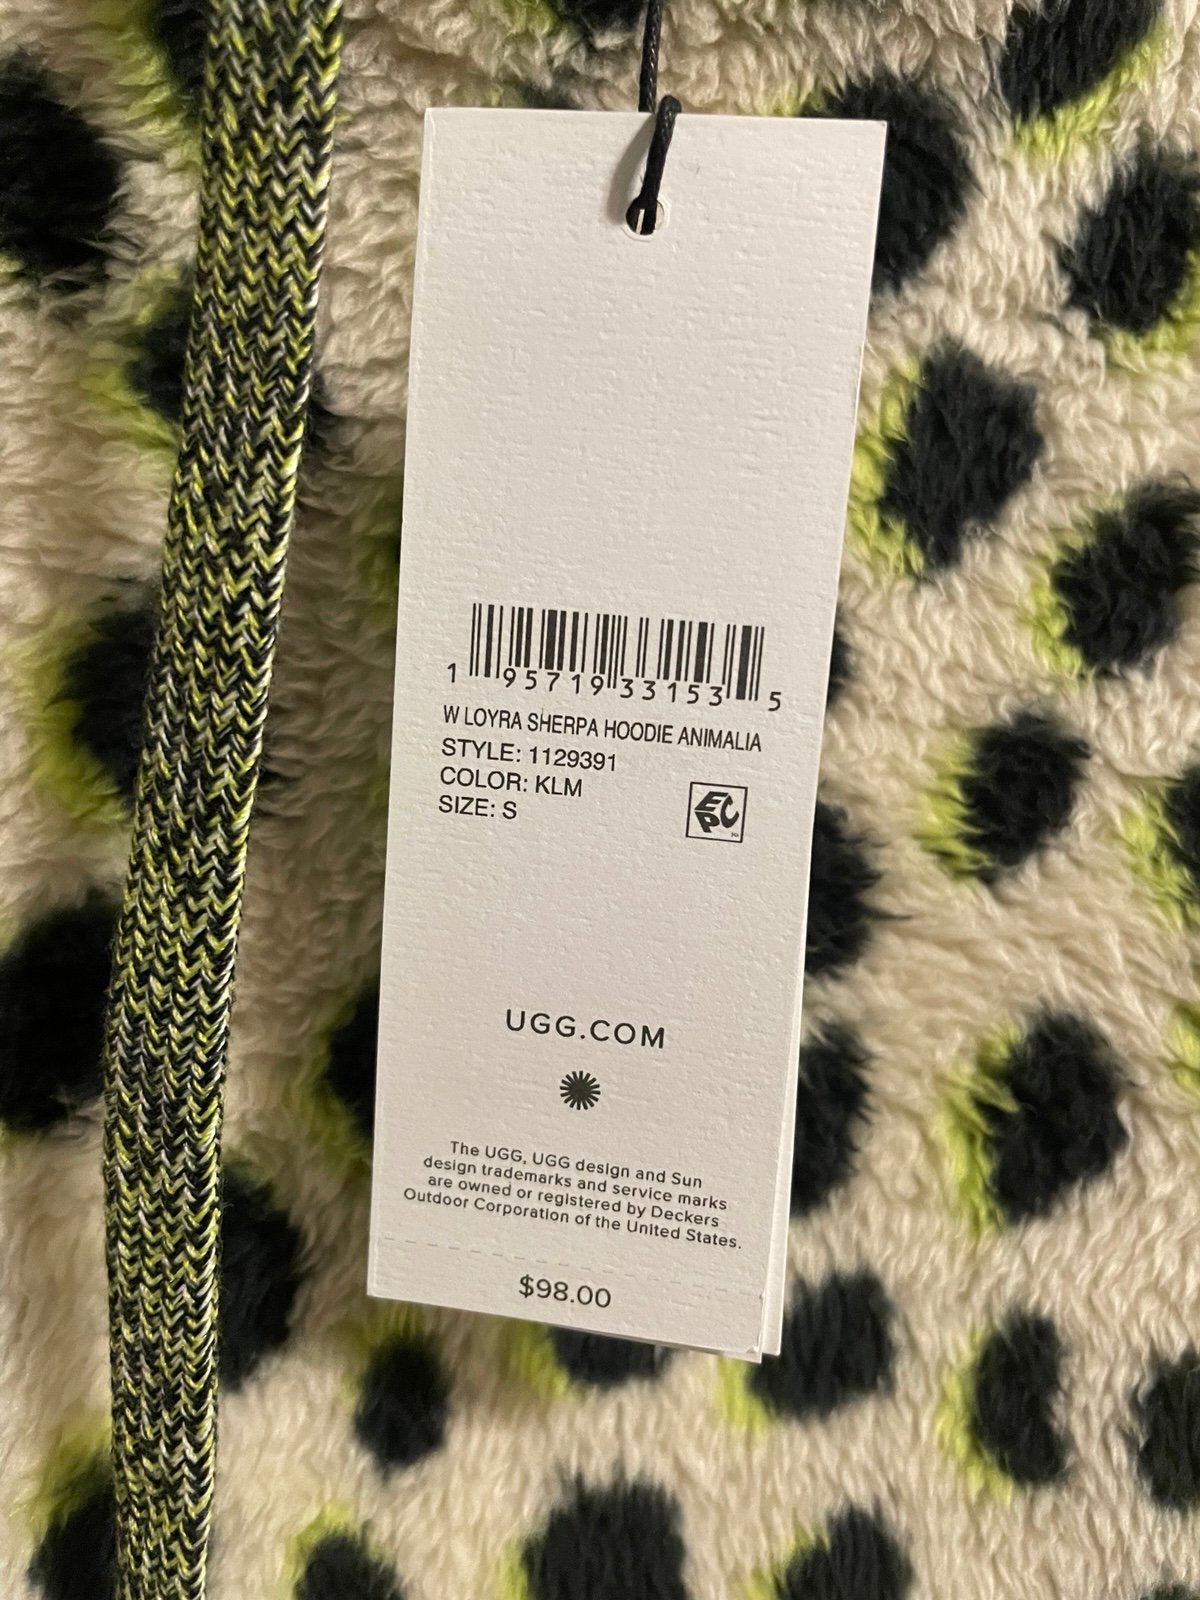 1 95719 33153 5
W LOYRA SHERPA HOODIE ANIMALIA
STYLE: 1129391
COLOR: KLM
SIZE: S
EPC
UGG.COM
The UGG, UGG design and Sun
design trademarks and service marks
are owned or registered by Deckers
Outdoor Corporation of the United States.
$98.00